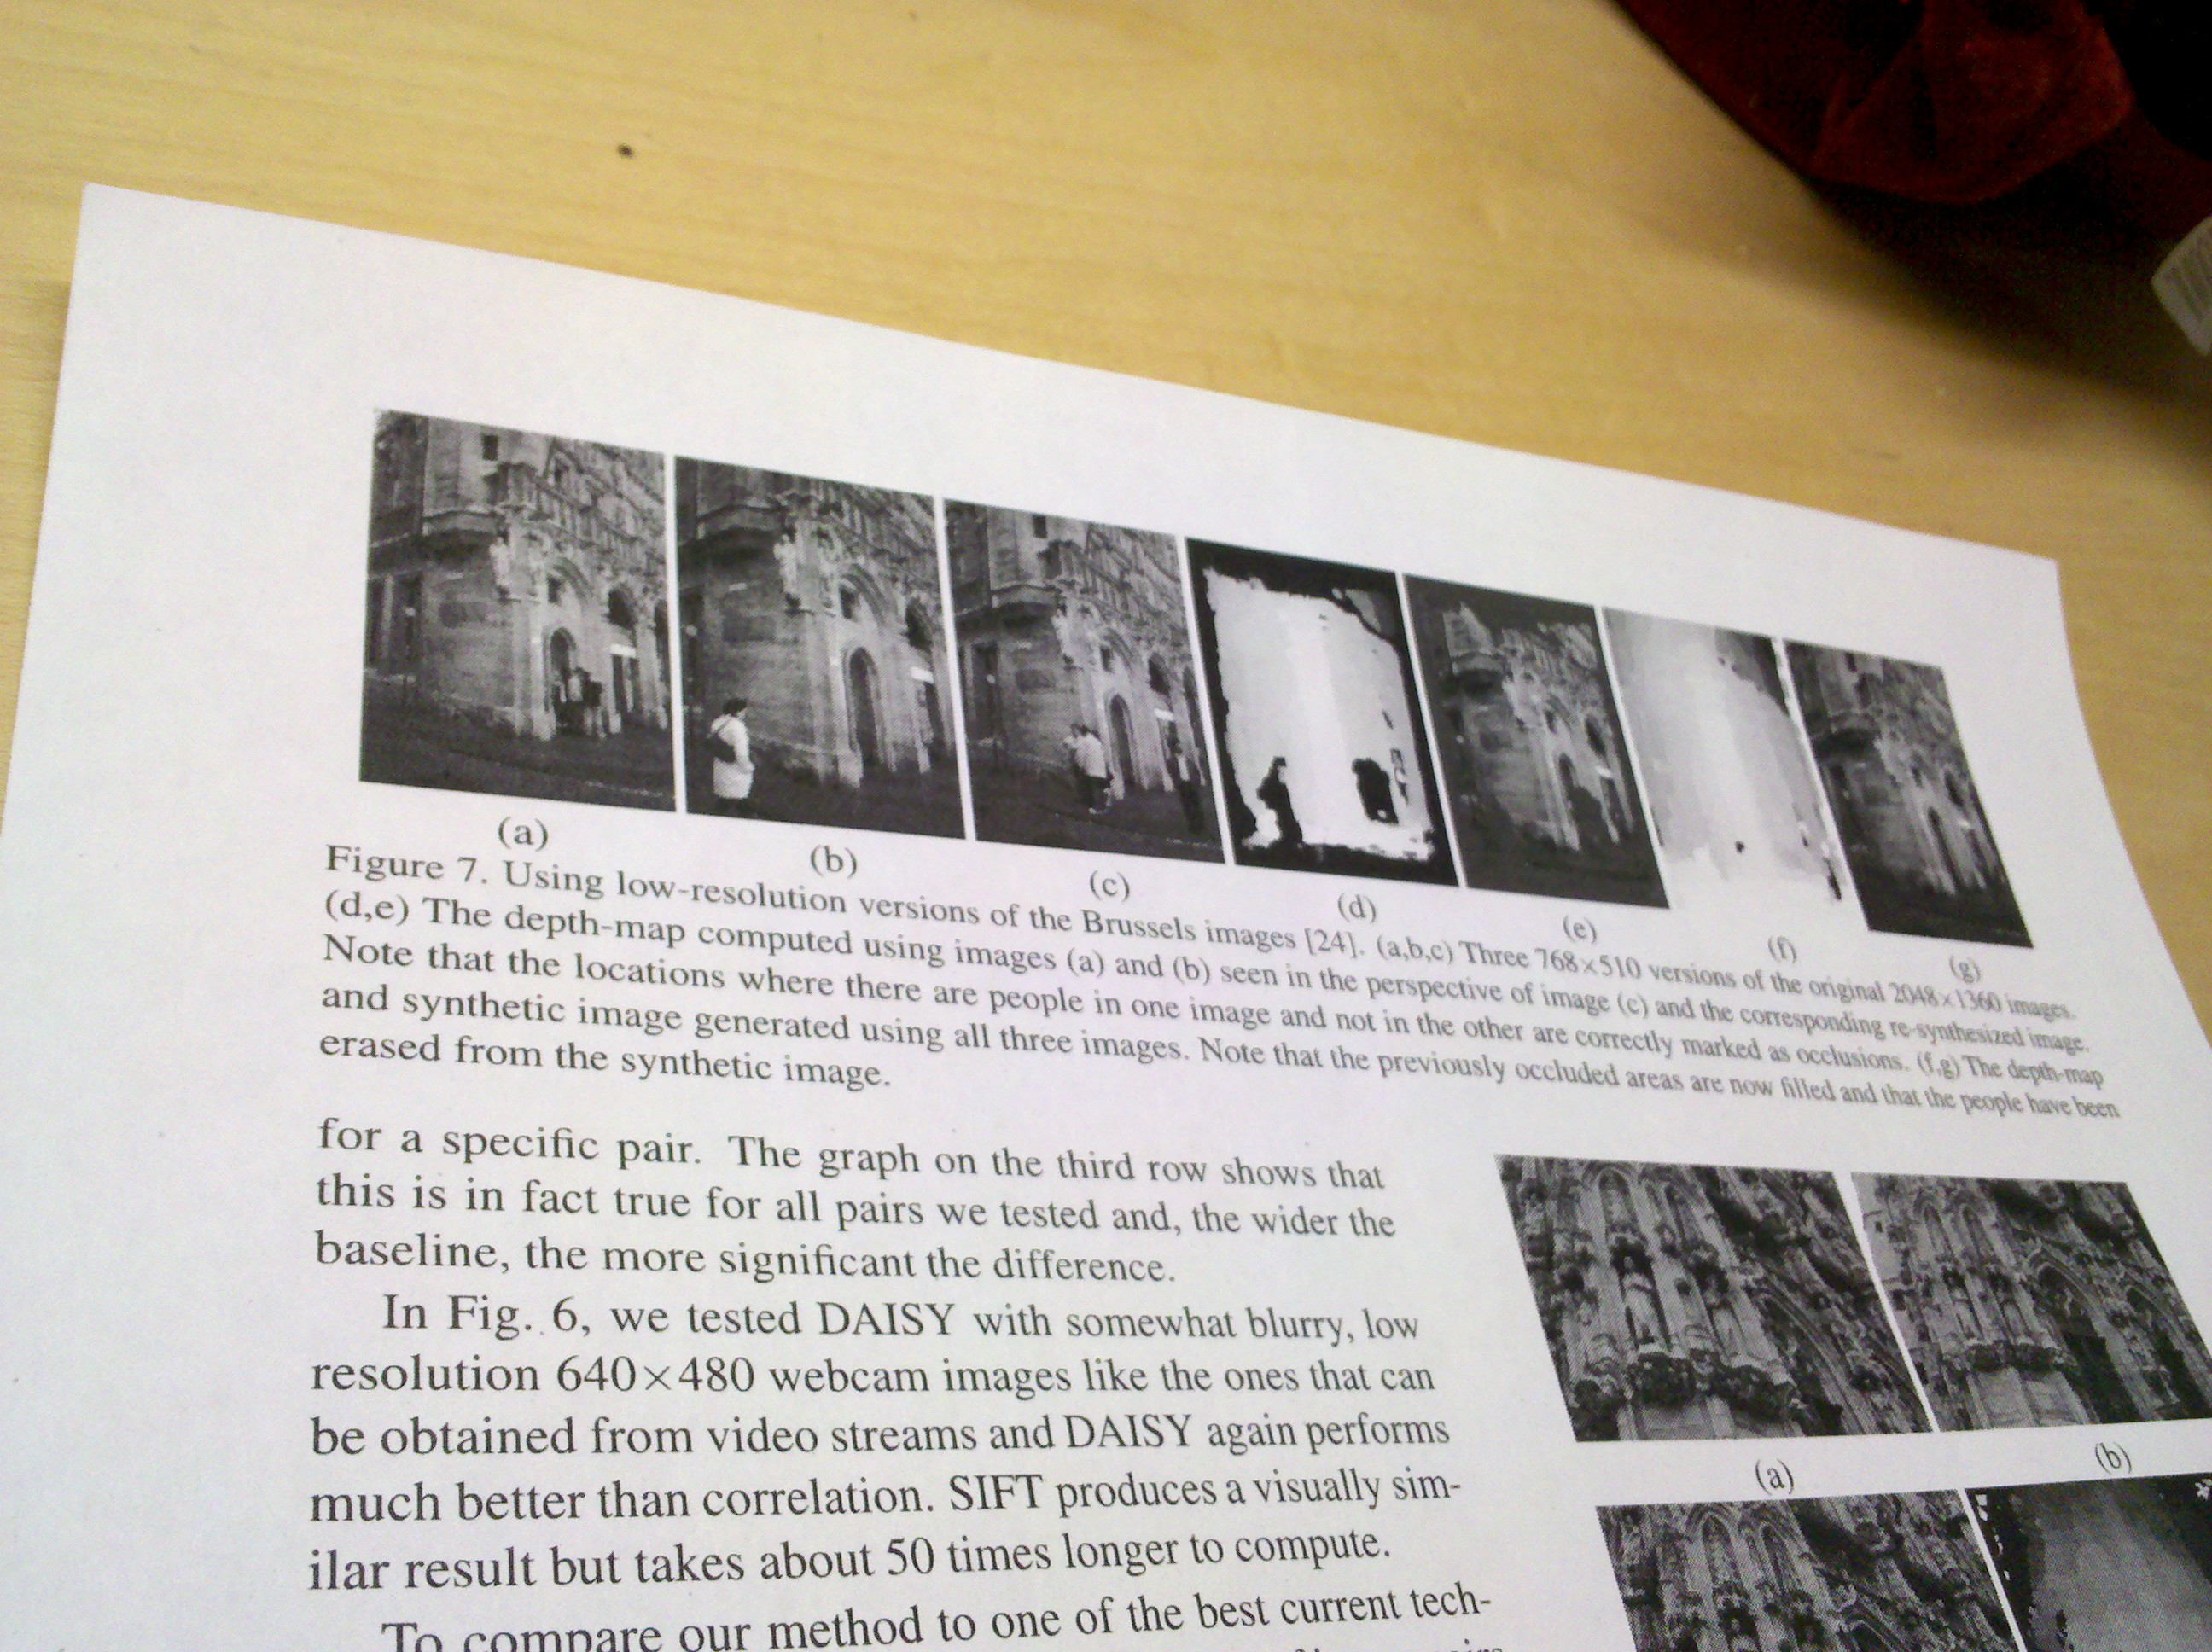 (a)
(b)
(c)
(d)
(e)
(f)
(g)
Figure 7. Using low-resolution versions of the Brussels images [24]. (a,b,c) Three 768×510 versions of the original 2048×1360 images.
(d,e) The depth-map computed using images (a) and (b) seen in the perspective of image (c) and the corresponding re-synthesized image.
Note that the locations where there are people in one image and not in the other are correctly marked as occlusions. (f,g) The depth-map
and synthetic image generated using all three images. Note that the previously occluded areas are now filled and that the people have been
erased from the synthetic image.
for a specific pair. The graph on the third row shows that
this is in fact true for all pairs we tested and, the wider the
baseline, the more significant the difference.
In Fig. 6, we tested DAISY with somewhat blurry, low
resolution 640×480 webcam images like the ones that can
be obtained from video streams and DAISY again performs
much better than correlation. SIFT produces a visually sim-
ilar result but takes about 50 times longer to compute.
To compare our method to one of the best current tech-
(a)
(b)